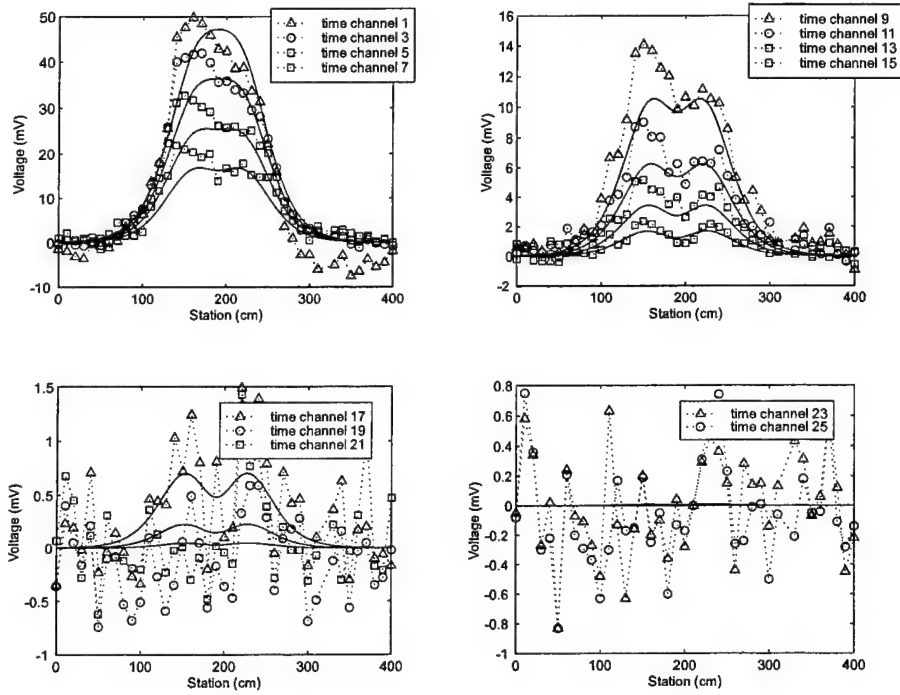 50
40
30
20
10
0
-10
Voltage (mV)
time channel 1
time channel 3
time channel 5
time channel 7
0 100 200 300 400
Station (cm)
16
14
12
10
8
6
4
2
0
-2
Voltage (mV)
time channel 9
time channel 11
time channel 13
time channel 15
0 100 200 300 400
Station (cm)
1.5
1
0.5
0
-0.5
-1
Voltage (mV)
time channel 17
time channel 19
time channel 21
0 100 200 300 400
Station (cm)
0.8
0.6
0.4
0.2
0
-0.2
-0.4
-0.6
-0.8
-1
Voltage (mV)
time channel 23
time channel 25
0 100 200 300 400
Station (cm)